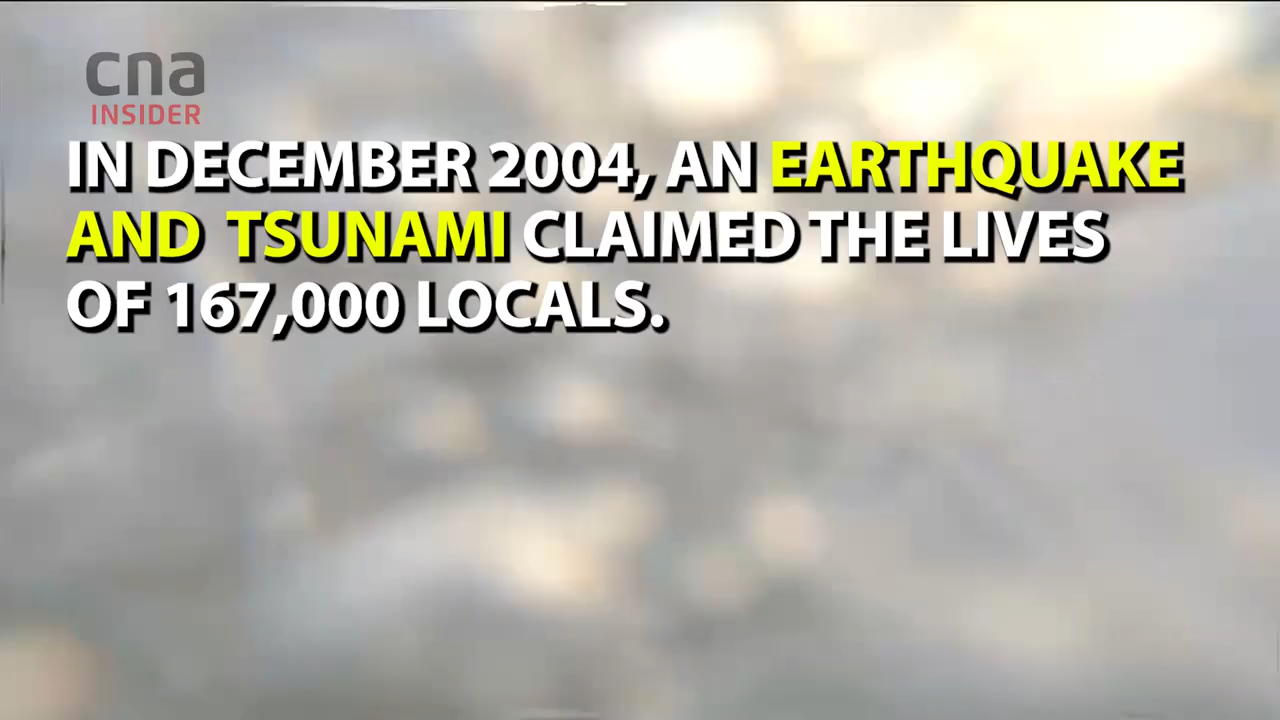 cna
INSIDER
IN DECEMBER 2004, AN EARTHQUAKE
AND TSUNAMI CLAIMED THE LIVES
OF 167,000 LOCALS.